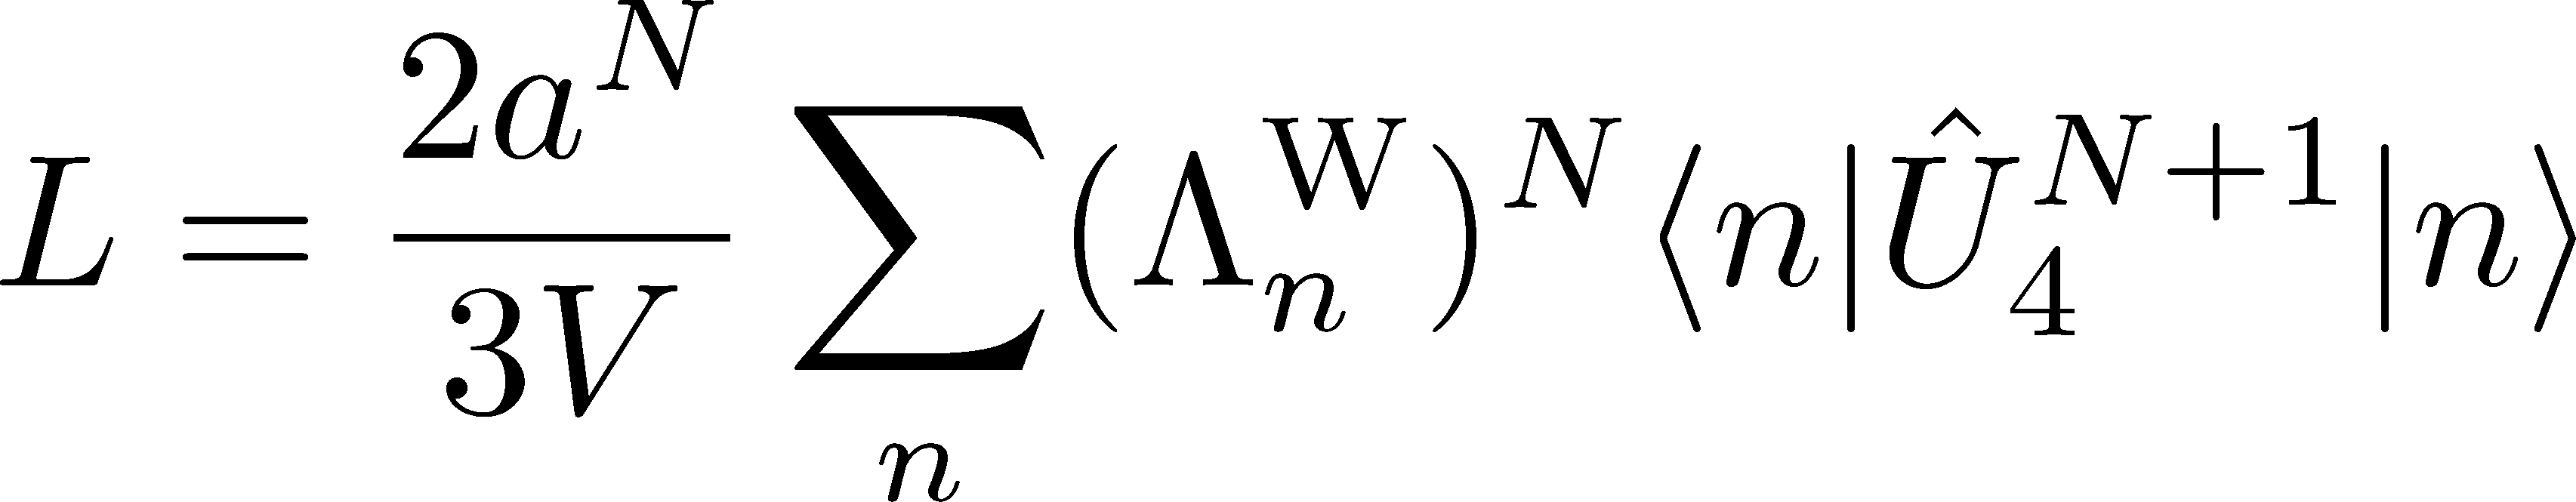 L = \frac{2a^N}{3V} \sum_n (\Lambda_n^{\mathrm{W}})^N \langle n | \hat{U}_4^{N+1} | n \rangle